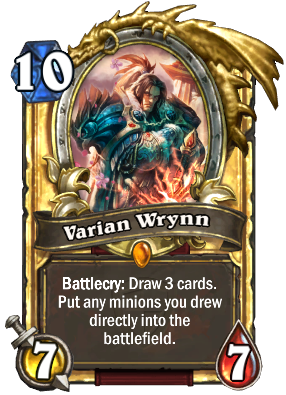 10
Varian Wrynn
Battlecry: Draw 3 cards.
Put any minions you drew
directly into the
battlefield.
7
7